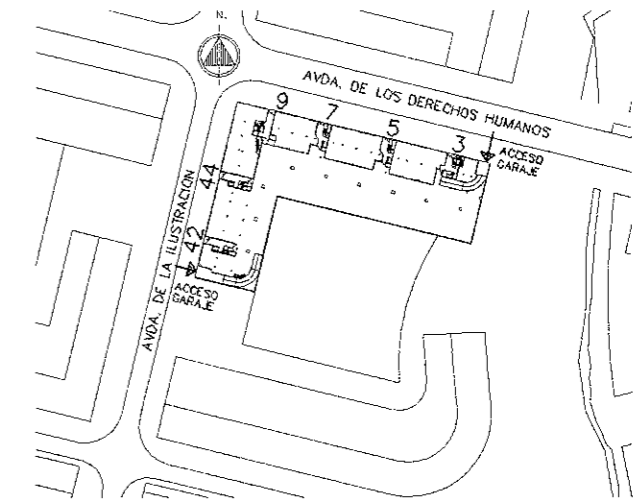 N.
AVDA. DE LOS DERECHOS HUMANOS
9
7
5
3
ACCESO
GARAJE
44
42
AVDA. DE LA ILUSTRACION
ACCESO
GARAJE